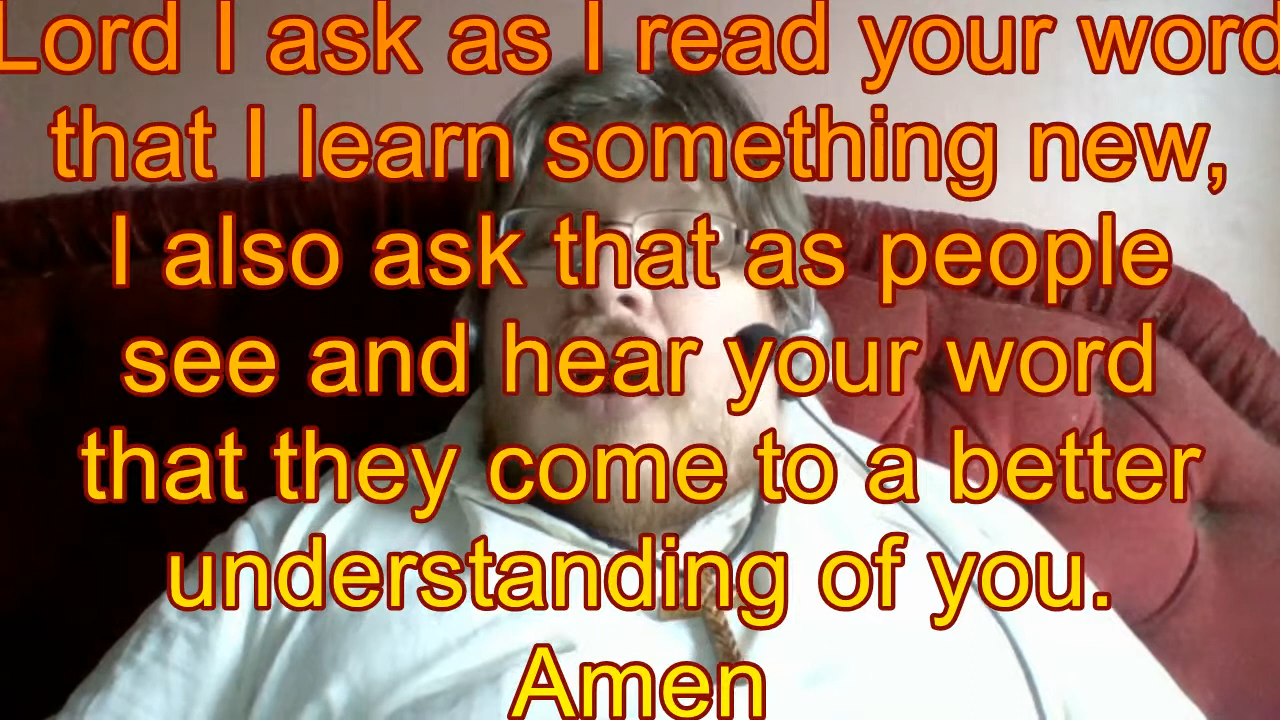 Lord I ask as I read your word
that I learn something new,
I also ask that as people
see and hear your word
that they come to a better
understanding of you.
Amen